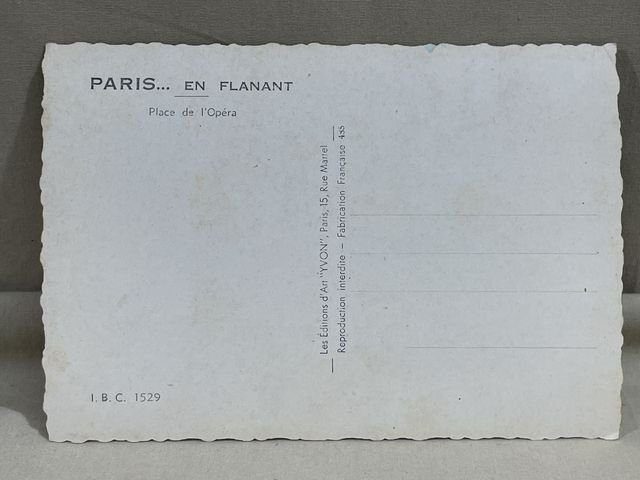 PARIS... EN FLANANT
Place de l'Opéra
Les Editions d'Art "YVON", Paris, 15, Rue Martel
Reproduction interdite — Fabrication Française 435
I. B. C. 1529